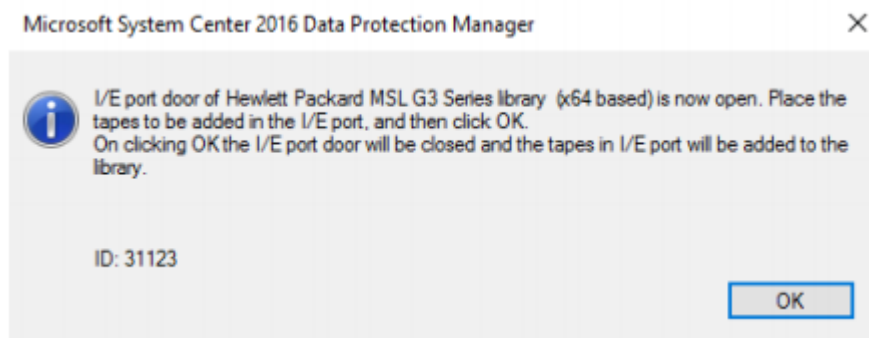 Microsoft System Center 2016 Data Protection Manager
I/E port door of Hewlett Packard MSL G3 Series library (x64 based) is now open. Place the
tapes to be added in the I/E port, and then click OK.
On clicking OK the I/E port door will be closed and the tapes in I/E port will be added to the
library.
ID: 31123
OK